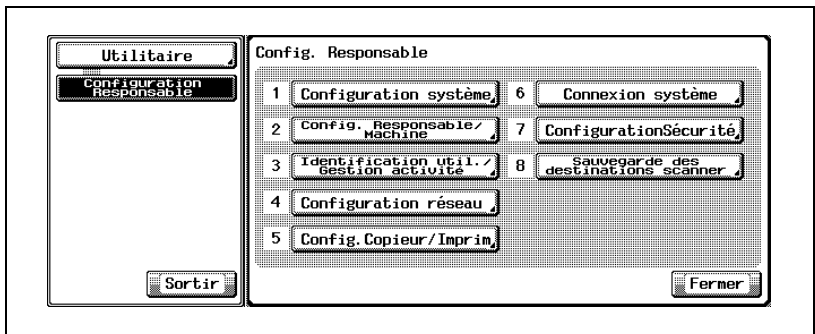 Utilitaire
Configuration
Responsable
Sortir
Config. Responsable
1 Configuration système
2 Config. Responsable/
Machine
3 Identification util./
Gestion activité
4 Configuration réseau
5 Config.Copieur/Imprim
6 Connexion système
7 ConfigurationSécurité
8 Sauvegarde des
destinations scanner
Fermer